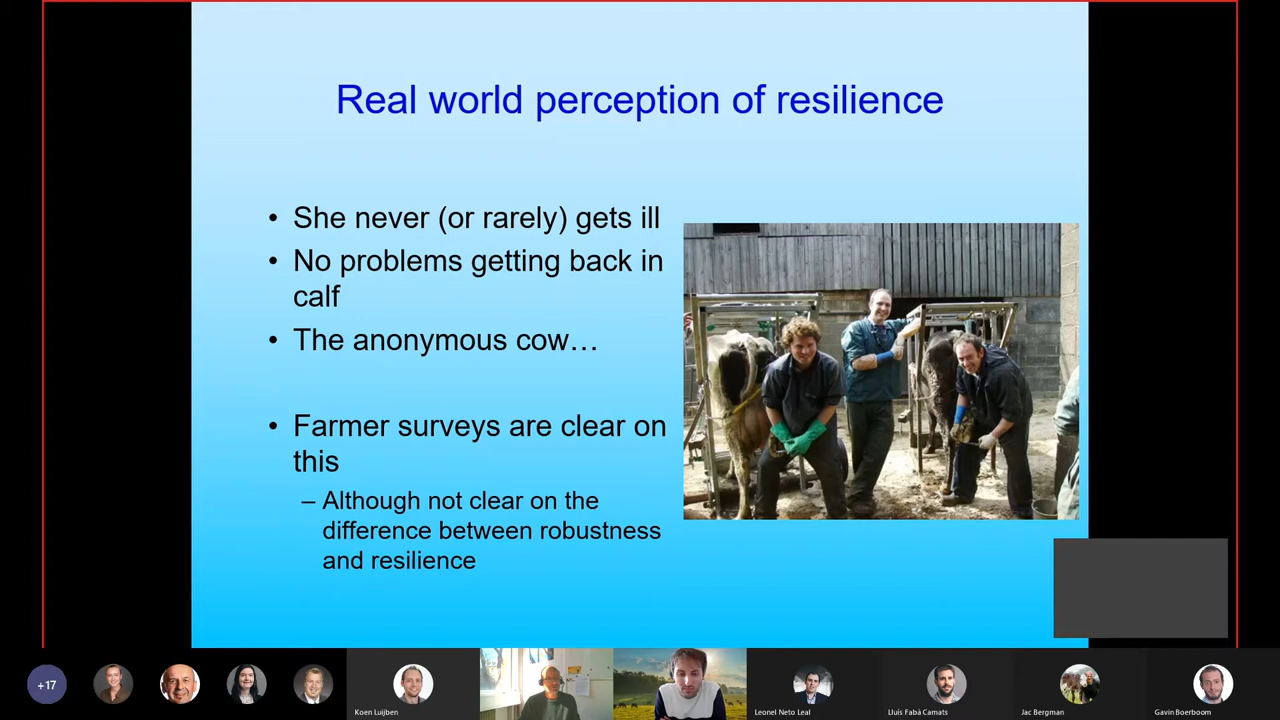 Real world perception of resilience
• She never (or rarely) gets ill
• No problems getting back in
calf
• The anonymous cow…
• Farmer surveys are clear on
this
– Although not clear on the
difference between robustness
and resilience
+17
Koen Luijben
Leonel Neto Leal
Lluís Fabà Camats
Jac Bergman
Gavin Boerboom